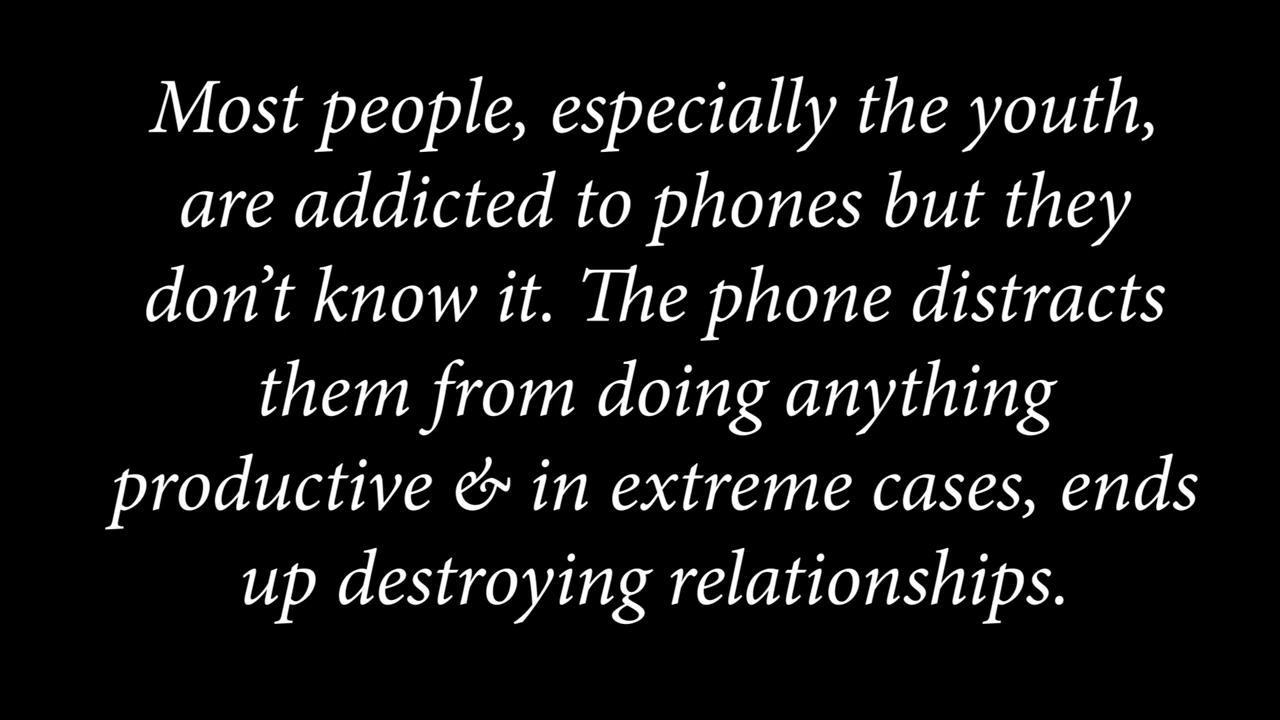 Most people, especially the youth,
are addicted to phones but they
don’t know it. The phone distracts
them from doing anything
productive & in extreme cases, ends
up destroying relationships.